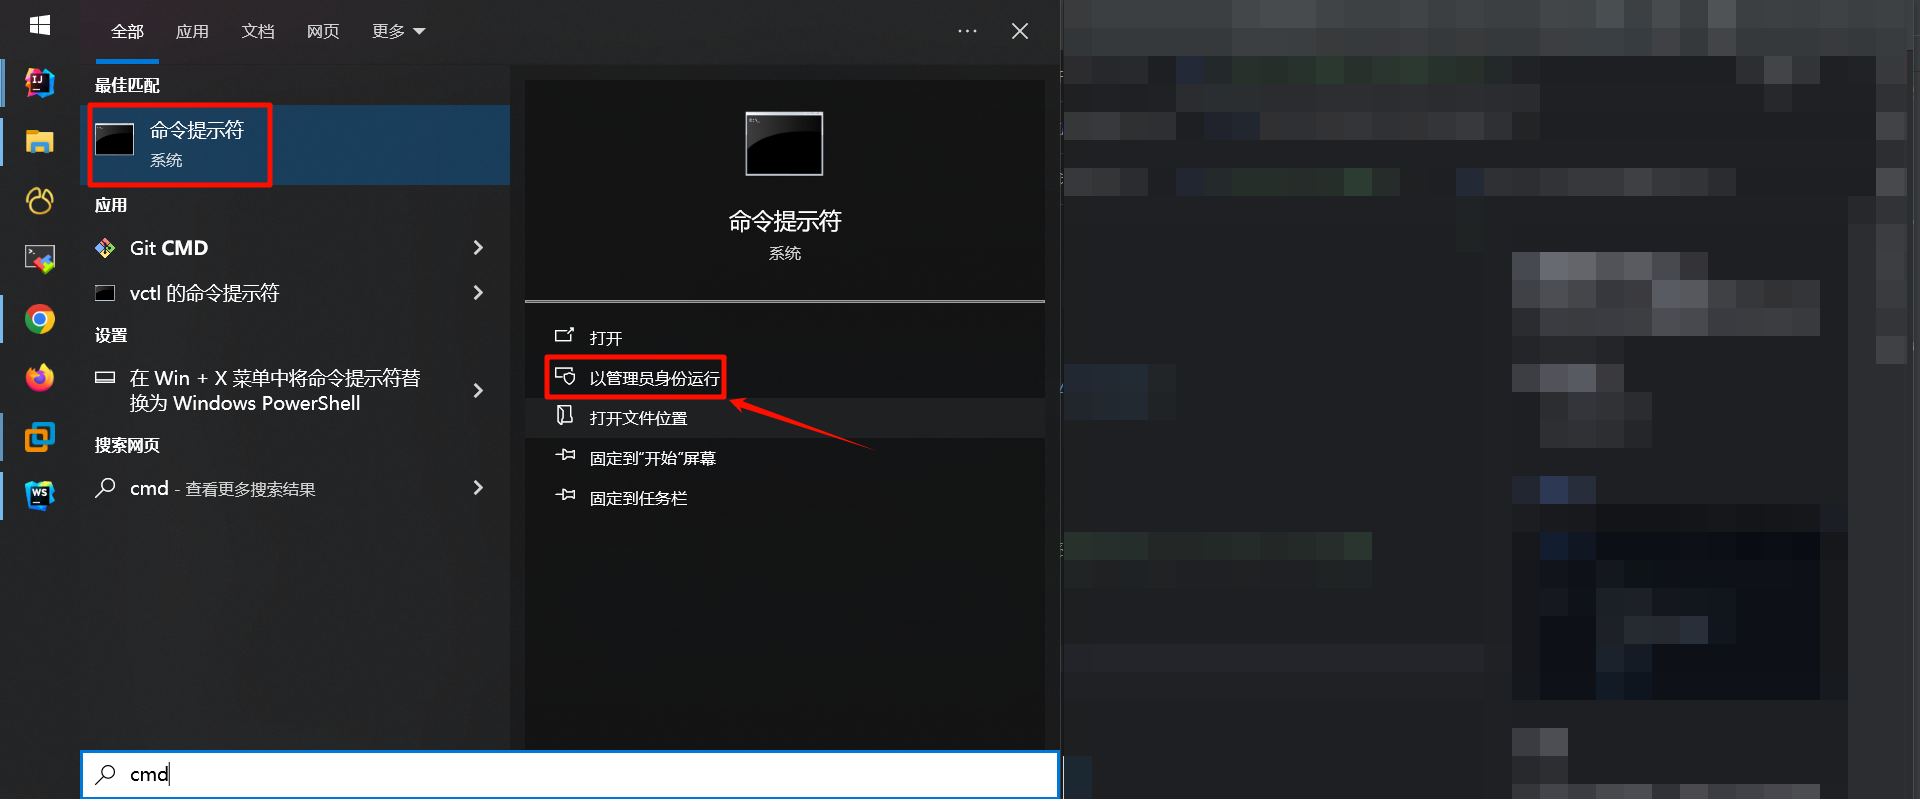 全部 应用 文档 网页 更多
最佳匹配
命令提示符
系统
应用
Git CMD
vctl 的命令提示符
设置
在 Win + X 菜单中将命令提示符替
换为 Windows PowerShell
搜索网页
cmd - 查看更多搜索结果
命令提示符
系统
打开
以管理员身份运行
打开文件位置
固定到"开始"屏幕
固定到任务栏
cmd
IJ
WS